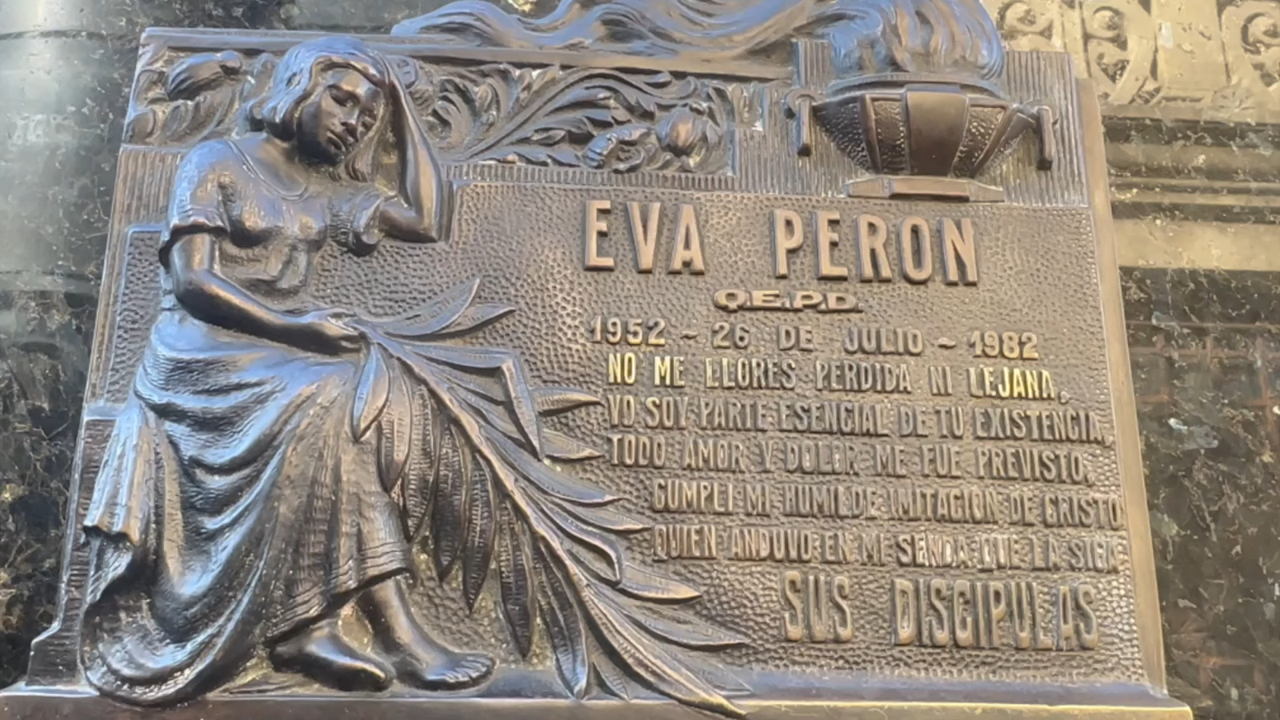 EVA PERON
Q.E.P.D.
1952 - 26 DE JULIO - 1982
NO ME LLORES PERDIDA NI LEJANA,
YO SOY PARTE ESENCIAL DE TU EXISTENCIA,
TODO AMOR Y DOLOR ME FUE PREVISTO,
CUMPLI MI HUMILDE IMITACION DE CRISTO
QUIEN ANDUVO EN MI SENDA QUE LA SIGA
SUS DISCIPULAS